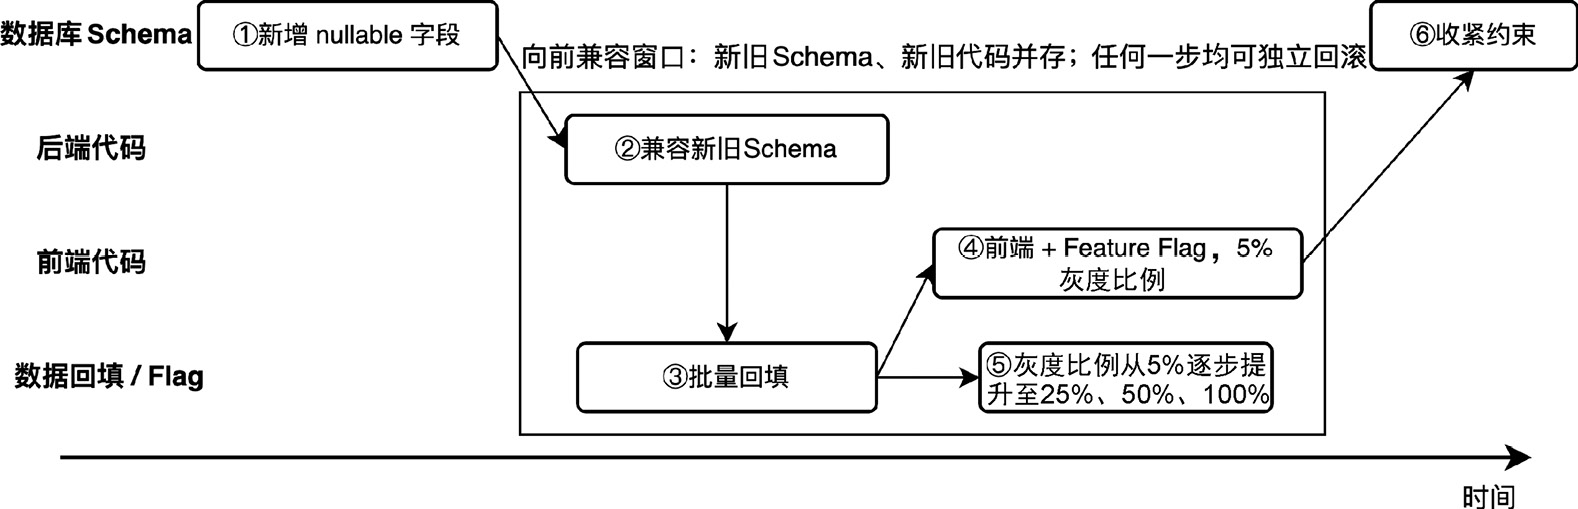 数据库 Schema
①新增 nullable 字段
向前兼容窗口：新旧Schema、新旧代码并存；任何一步均可独立回滚
⑥收紧约束
后端代码
②兼容新旧Schema
前端代码
④前端 + Feature Flag，5%
灰度比例
数据回填 / Flag
③批量回填
⑤灰度比例从5%逐步提
升至25%、50%、100%
时间